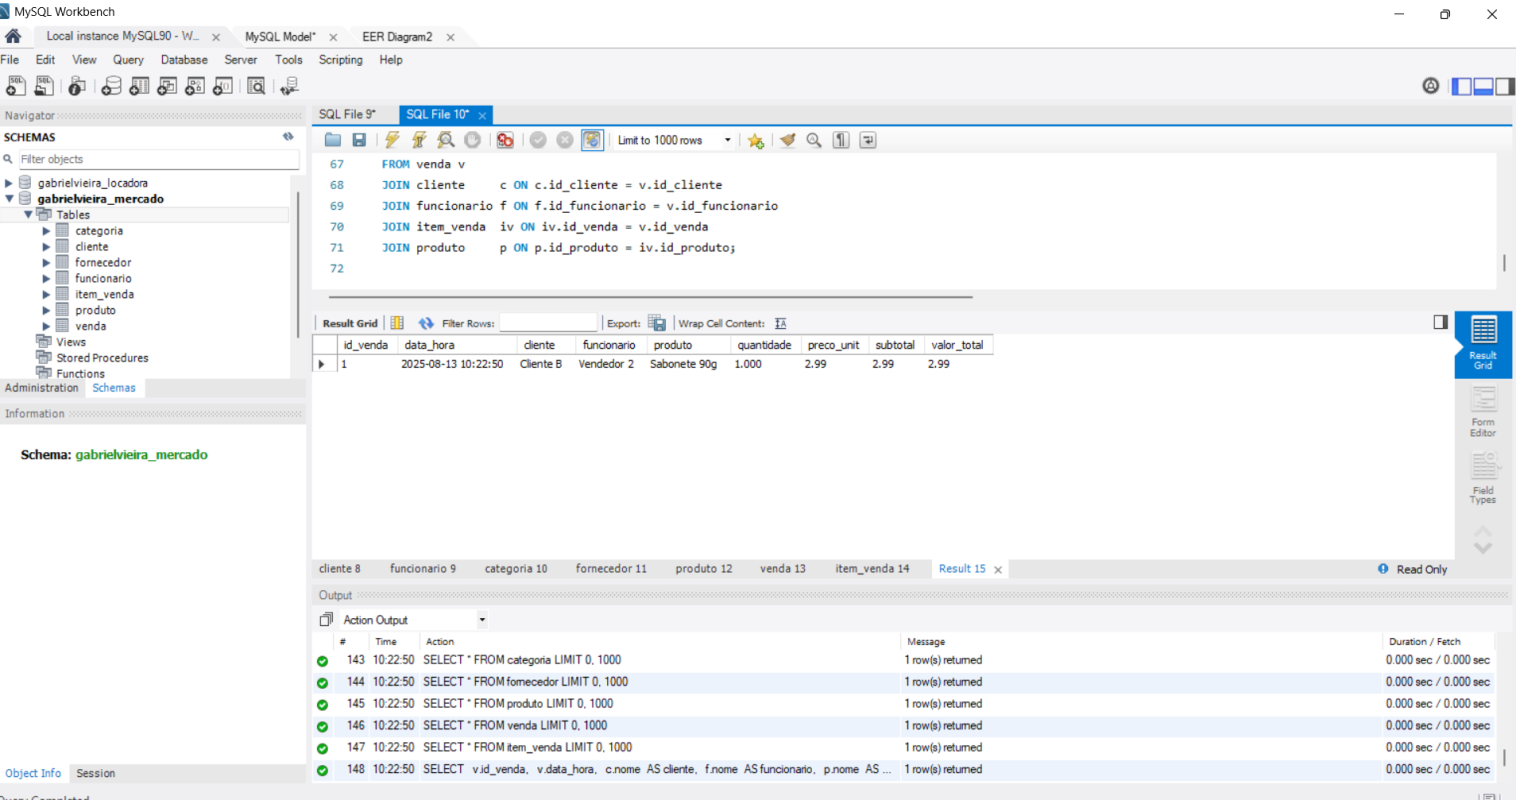 MySQL Workbench
Local instance MySQL90 - W... MySQL Model* EER Diagram2
File Edit View Query Database Server Tools Scripting Help
Navigator
SCHEMAS
Filter objects
gabrielvieira_locadora
gabrielvieira_mercado
Tables
categoria
cliente
fornecedor
funcionario
item_venda
produto
venda
Views
Stored Procedures
Functions
Administration Schemas
Information
Schema: gabrielvieira_mercado
Object Info Session
SQL File 9* SQL File 10*
Limit to 1000 rows
67 FROM venda v
68 JOIN cliente c ON c.id_cliente = v.id_cliente
69 JOIN funcionario f ON f.id_funcionario = v.id_funcionario
70 JOIN item_venda iv ON iv.id_venda = v.id_venda
71 JOIN produto p ON p.id_produto = iv.id_produto;
72
Result Grid Filter Rows: Export: Wrap Cell Content:
id_venda data_hora cliente funcionario produto quantidade preco_unit subtotal valor_total
1 2025-08-13 10:22:50 Cliente B Vendedor 2 Sabonete 90g 1.000 2.99 2.99 2.99
Result
Grid
Form
Editor
Field
Types
cliente 8 funcionario 9 categoria 10 fornecedor 11 produto 12 venda 13 item_venda 14 Result 15 Read Only
Output
Action Output
# Time Action Message Duration / Fetch
143 10:22:50 SELECT * FROM categoria LIMIT 0, 1000 1 row(s) returned 0.000 sec / 0.000 sec
144 10:22:50 SELECT * FROM fornecedor LIMIT 0, 1000 1 row(s) returned 0.000 sec / 0.000 sec
145 10:22:50 SELECT * FROM produto LIMIT 0, 1000 1 row(s) returned 0.000 sec / 0.000 sec
146 10:22:50 SELECT * FROM venda LIMIT 0, 1000 1 row(s) returned 0.000 sec / 0.000 sec
147 10:22:50 SELECT * FROM item_venda LIMIT 0, 1000 1 row(s) returned 0.000 sec / 0.000 sec
148 10:22:50 SELECT v.id_venda, v.data_hora, c.nome AS cliente, f.nome AS funcionario, p.nome AS ... 1 row(s) returned 0.000 sec / 0.000 sec
Query Completed